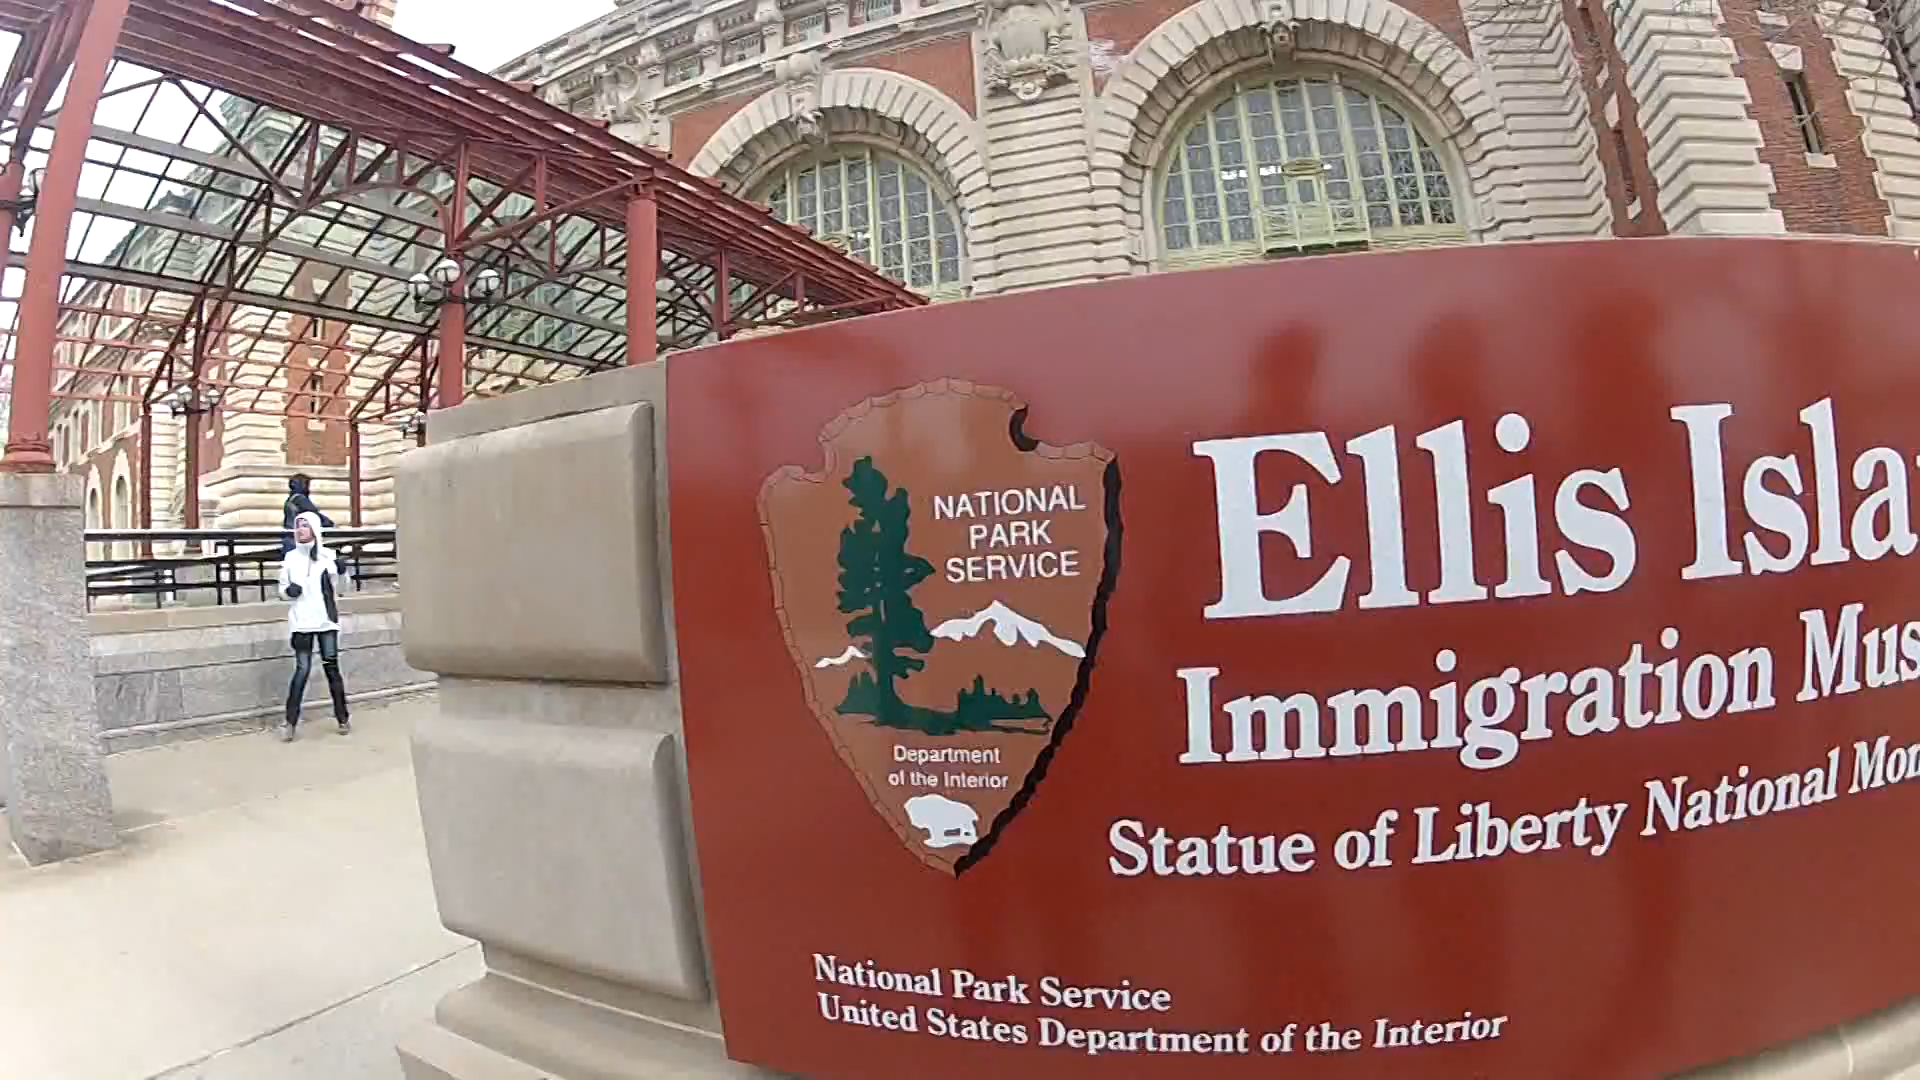 NATIONAL
PARK
SERVICE
Department
of the Interior
Ellis Isla
Immigration Mus
Statue of Liberty National Mon
National Park Service
United States Department of the Interior